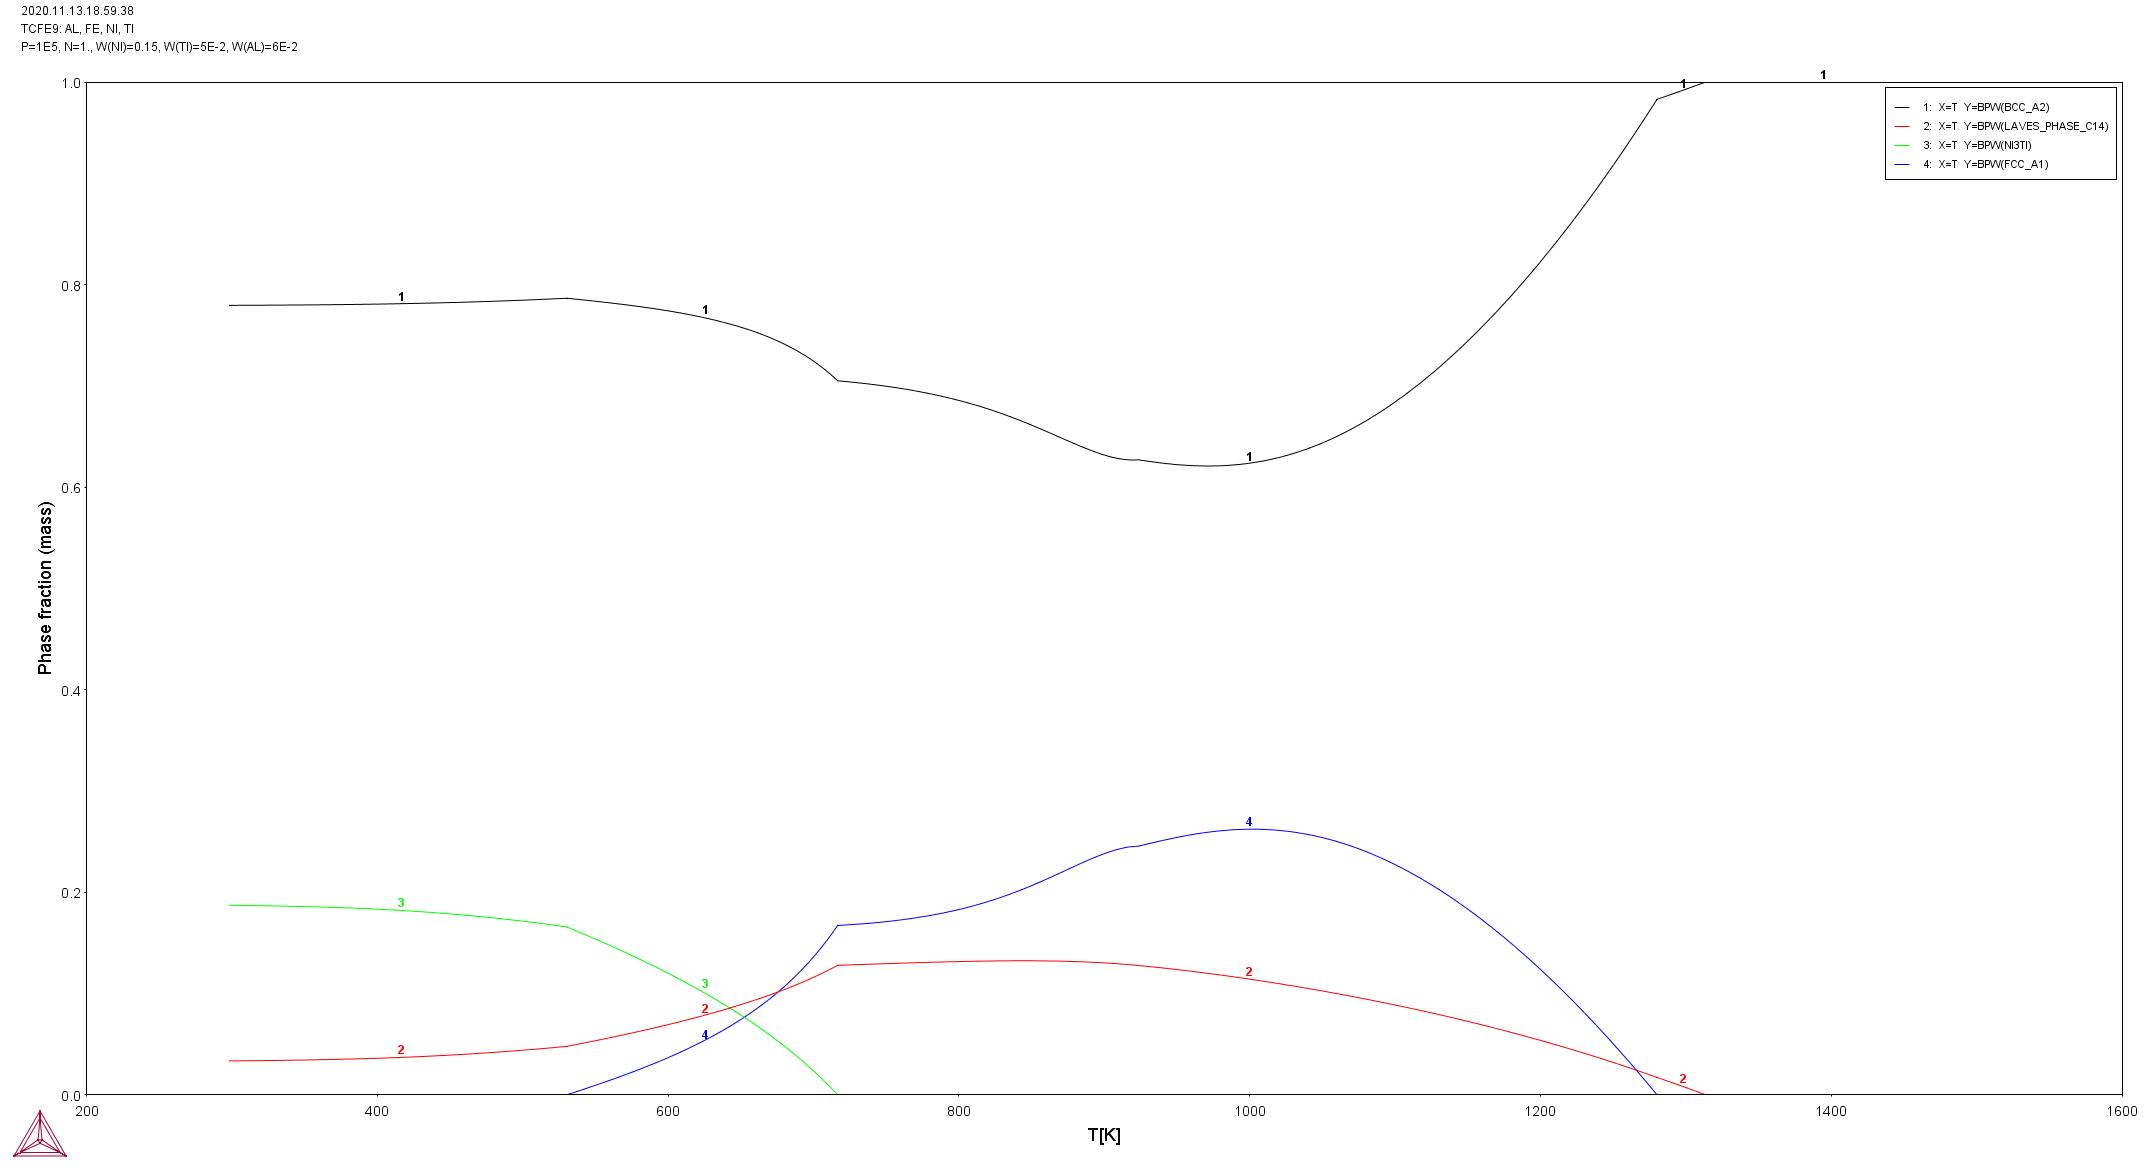 2020.11.13.18.59.38
TCFE9: AL, FE, NI, TI
P=1E5, N=1., W(NI)=0.15, W(TI)=5E-2, W(AL)=6E-2
1.0
0.8
0.6
0.4
0.2
0.0
Phase fraction (mass)
1 1 1 1 1 1
3 3
2 2 2 2
4 4
1: X=T Y=BPW(BCC_A2)
2: X=T Y=BPW(LAVES_PHASE_C14)
3: X=T Y=BPW(NI3TI)
4: X=T Y=BPW(FCC_A1)
200 400 600 800 1000 1200 1400 1600
T[K]